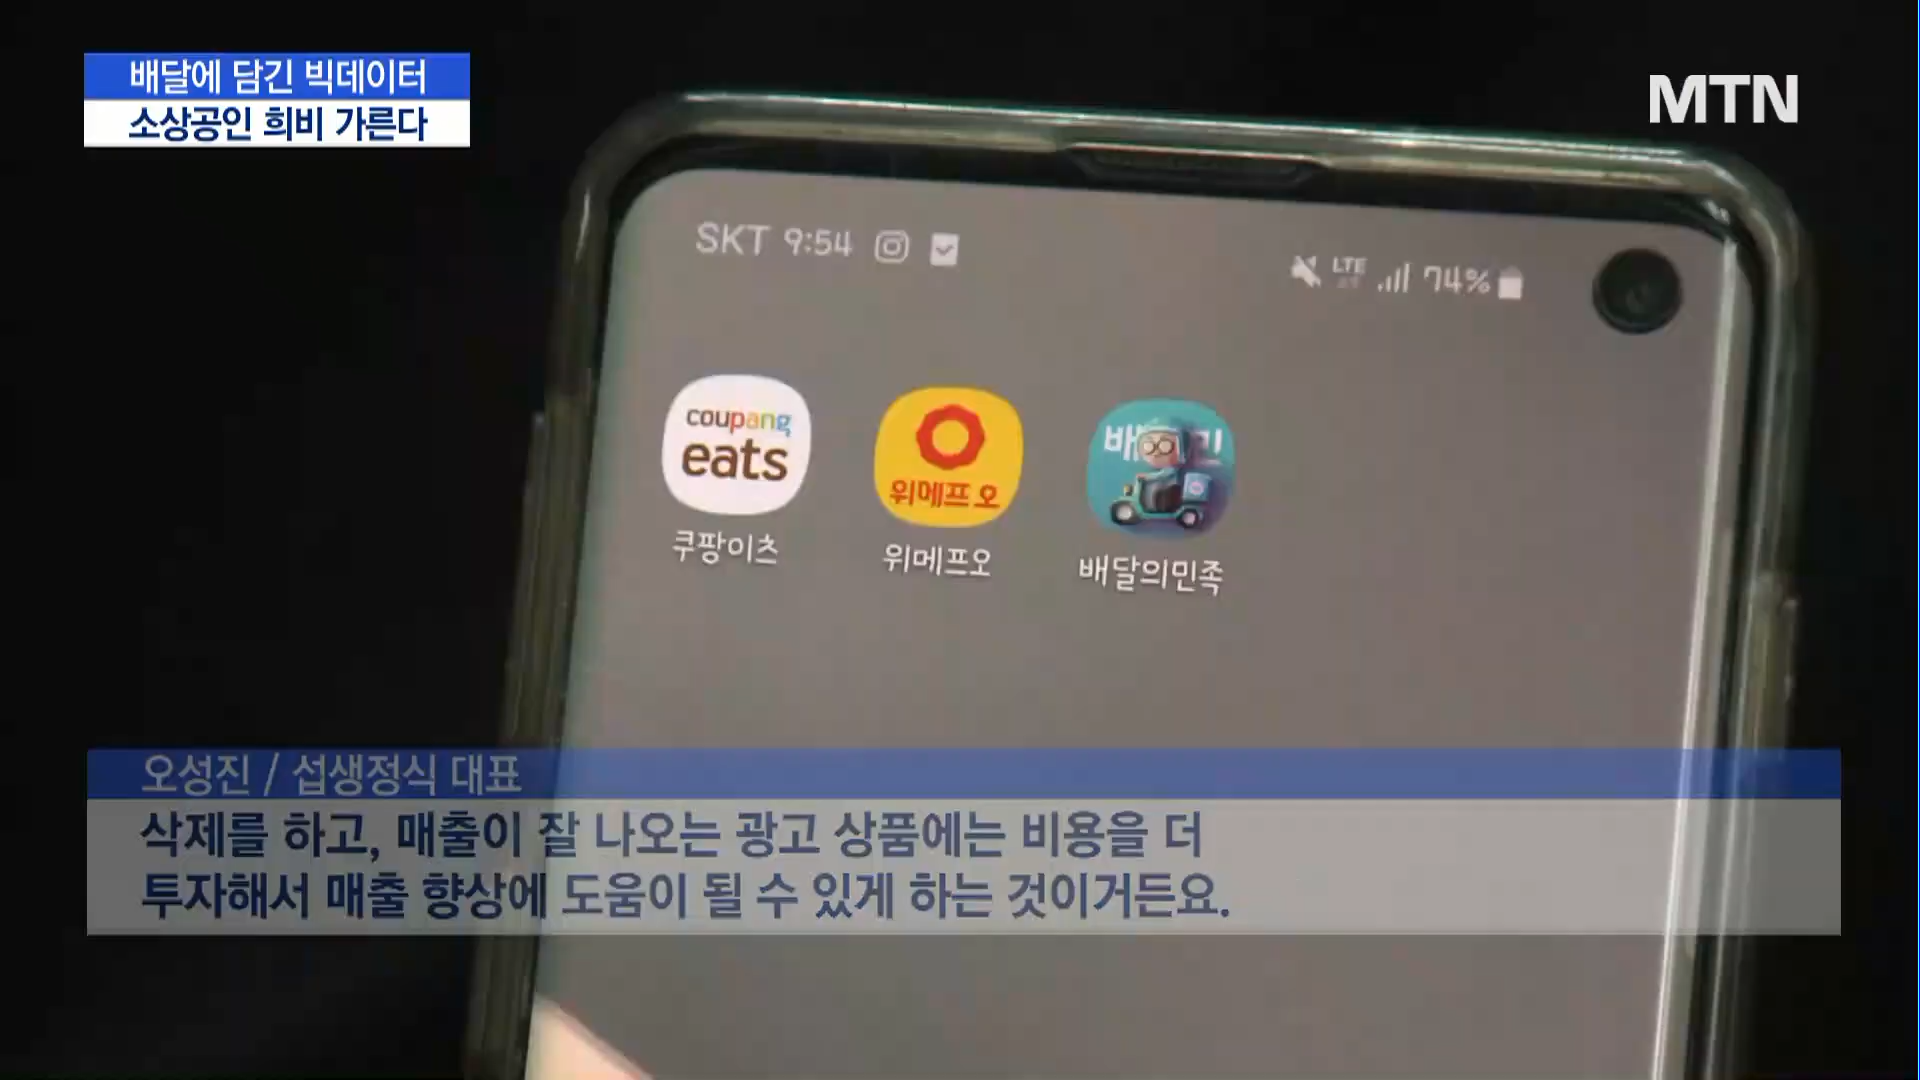 배달에 담긴 빅데이터
소상공인 희비 가른다
MTN
SKT 9:54
LTE 74%
coupang
eats
위메프오
쿠팡이츠
위메프오
배달의민족
오성진 / 섭생정식 대표
삭제를 하고, 매출이 잘 나오는 광고 상품에는 비용을 더
투자해서 매출 향상에 도움이 될 수 있게 하는 것이거든요.